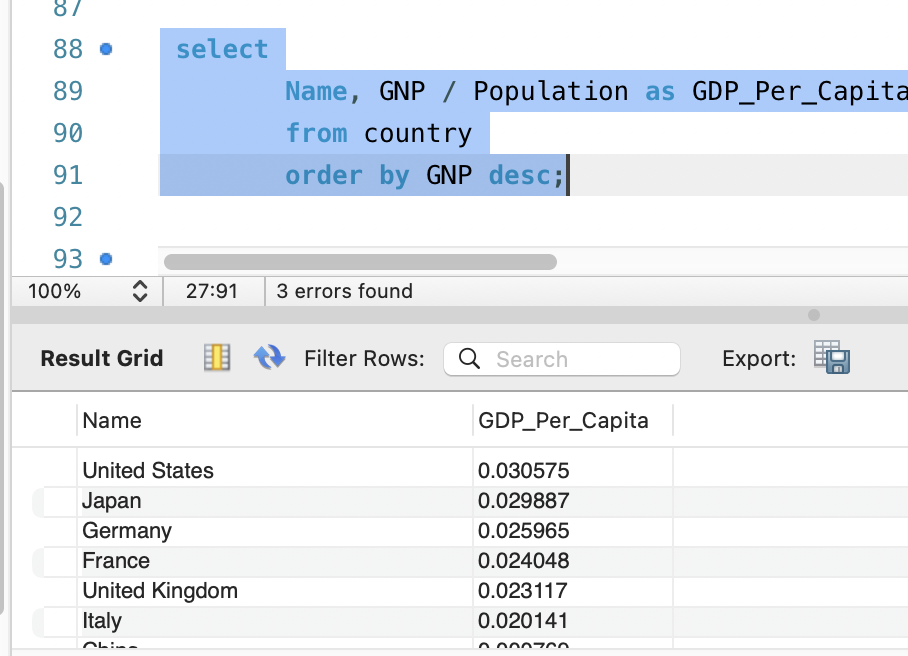 87
88 select
89 Name, GNP / Population as GDP_Per_Capita
90 from country
91 order by GNP desc;
92
93
100% 27:91 3 errors found
Result Grid Filter Rows: Search Export:
Name GDP_Per_Capita
United States 0.030575
Japan 0.029887
Germany 0.025965
France 0.024048
United Kingdom 0.023117
Italy 0.020141
China